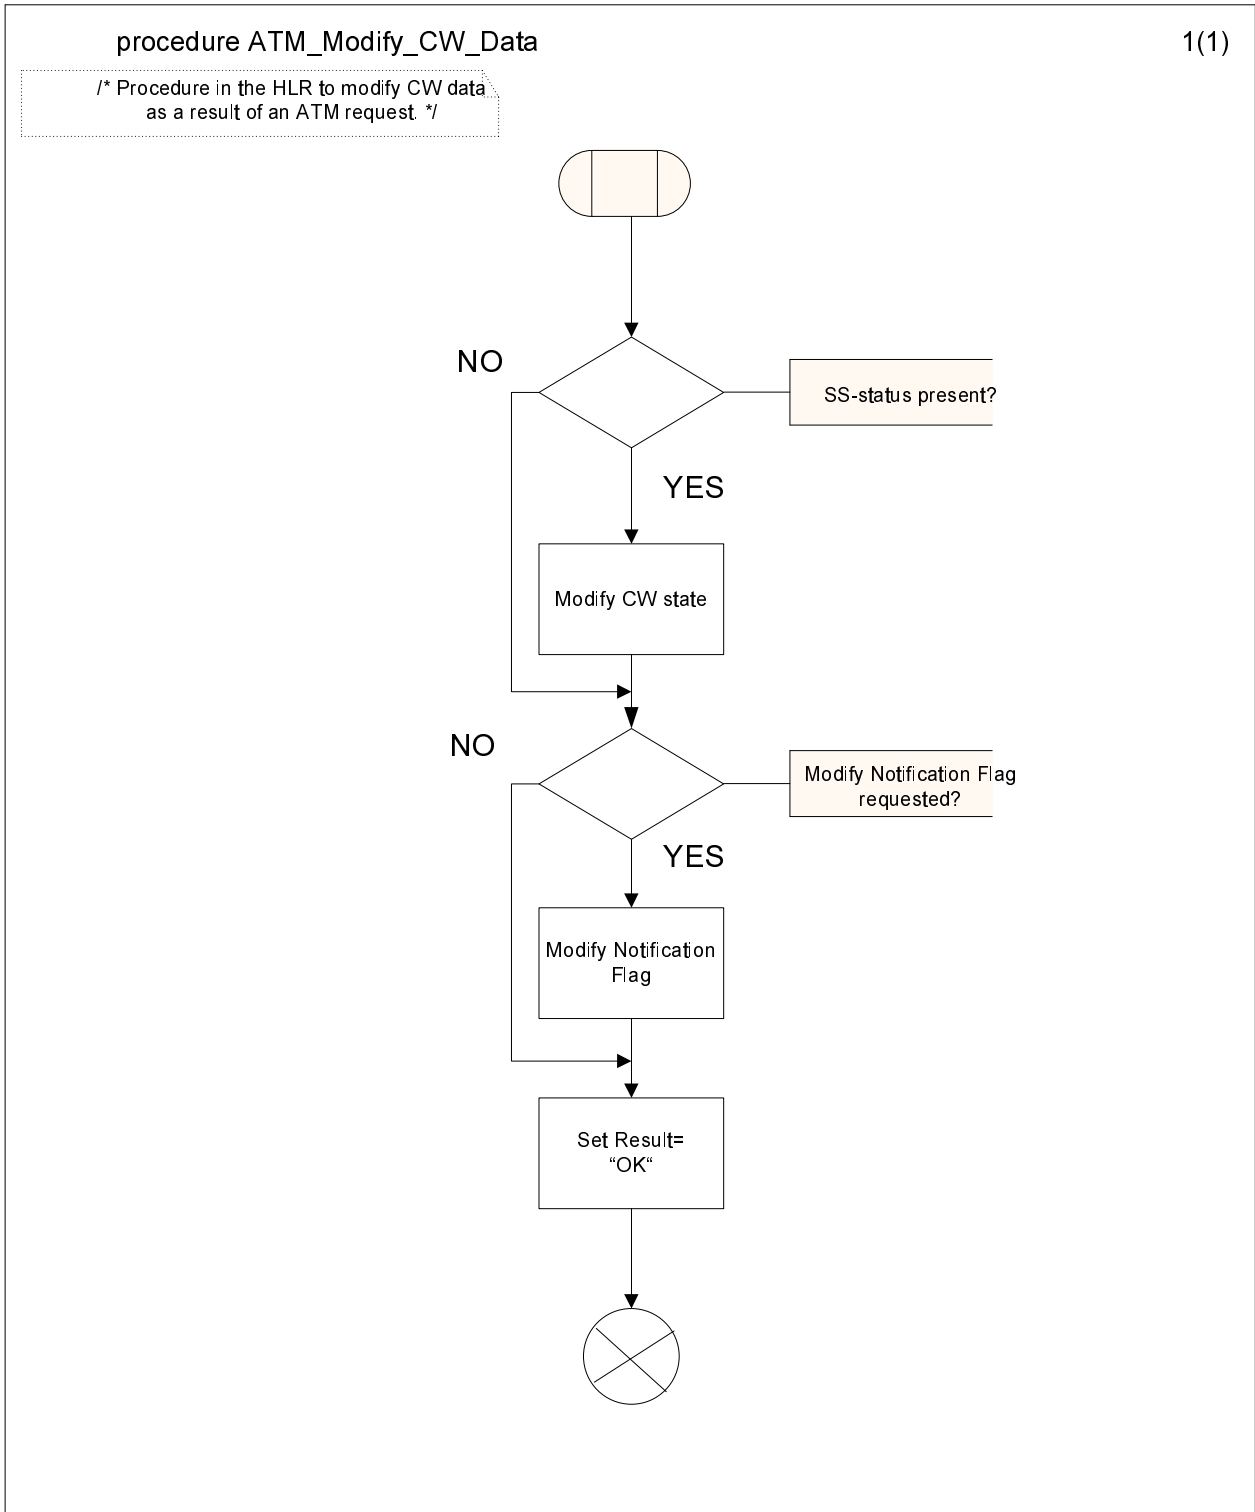 procedure ATM_Modify_CW_Data
1(1)
/* Procedure in the HLR to modify CW data
as a result of an ATM request. */
NO
SS-status present?
YES
Modify CW state
NO
Modify Notification Flag
requested?
YES
Modify Notification
Flag
Set Result=
“OK“